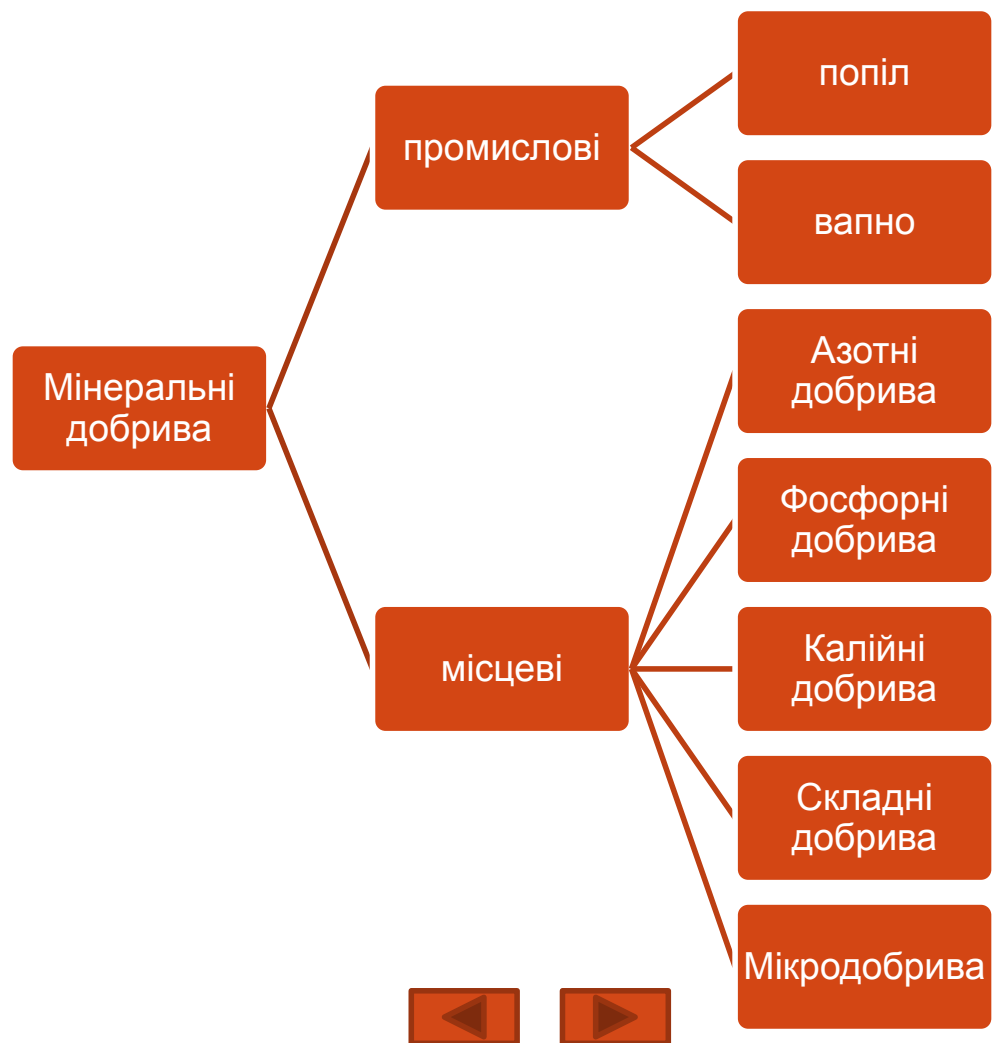 Мінеральні
добрива
промислові
попіл
вапно
місцеві
Азотні
добрива
Фосфорні
добрива
Калійні
добрива
Складні
добрива
Мікродобрива